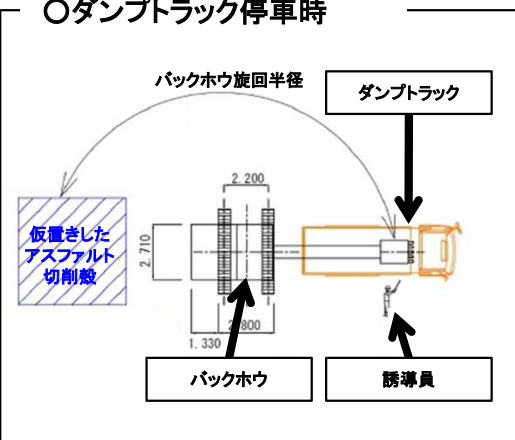 〇ダンプトラック停車時
バックホウ旋回半径
ダンプトラック
2.200
仮置きした
アスファルト
切削殻
2.710
2.800
1.330
バックホウ
誘導員